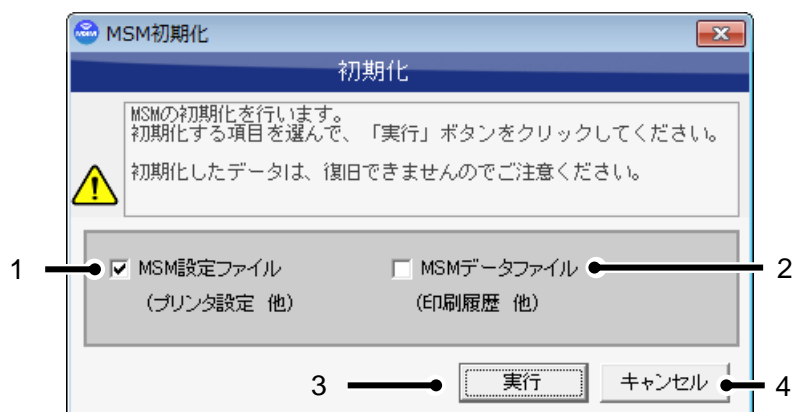 MSM初期化
初期化
MSMの初期化を行います。
初期化する項目を選んで、「実行」ボタンをクリックしてください。
初期化したデータは、復旧できませんのでご注意ください。
1
MSM設定ファイル
MSMデータファイル
2
(プリンタ設定 他)
(印刷履歴 他)
3
実行
キャンセル
4